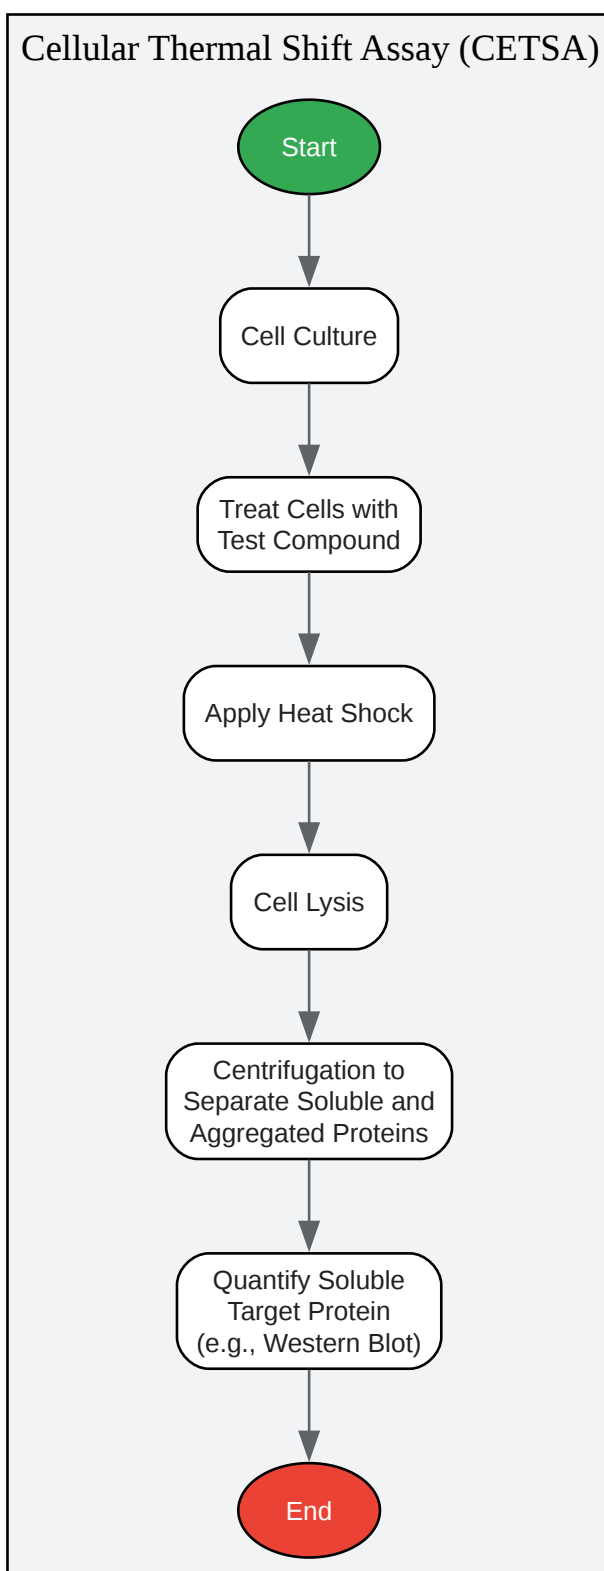 Cellular Thermal Shift Assay (CETSA)
Start
Cell Culture
Treat Cells with
Test Compound
Apply Heat Shock
Cell Lysis
Centrifugation to
Separate Soluble and
Aggregated Proteins
Quantify Soluble
Target Protein
(e.g., Western Blot)
End